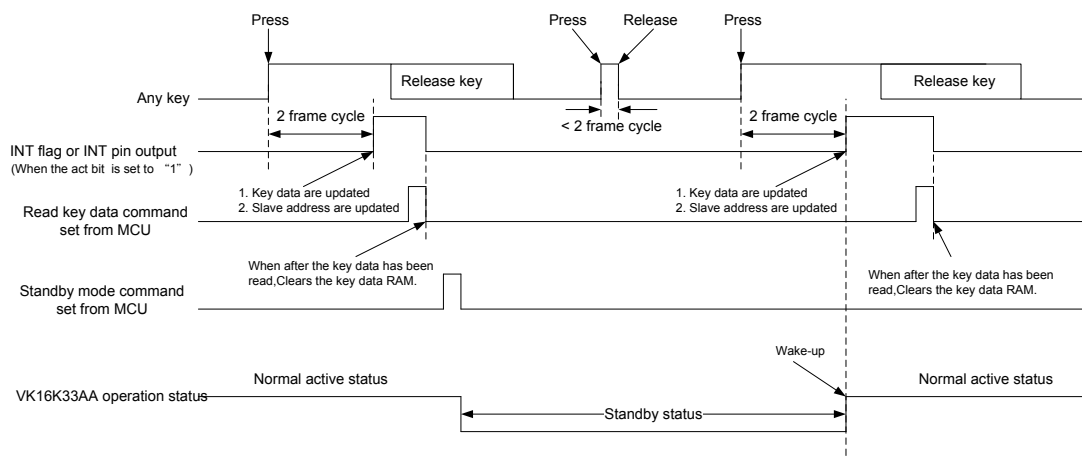 Press
Press
Release
Press
Any key
Release key
Release key
2 frame cycle
< 2 frame cycle
2 frame cycle
INT flag or INT pin output
(When the act bit is set to “1”)
1. Key data are updated
2. Slave address are updated
1. Key data are updated
2. Slave address are updated
Read key data command
set from MCU
When after the key data has been
read,Clears the key data RAM.
When after the key data has been
read,Clears the key data RAM.
Standby mode command
set from MCU
Wake-up
Normal active status
Normal active status
VK16K33AA operation status
Standby status